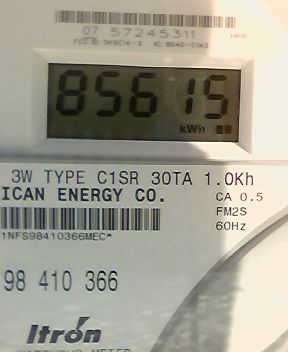 07 57245311
85615
kWh
3W TYPE C1SR 30TA 1.0Kh
ICAN ENERGY CO.
CA 0.5
FM2S
60Hz
1NFS98410366MEC*
98 410 366
Itrón